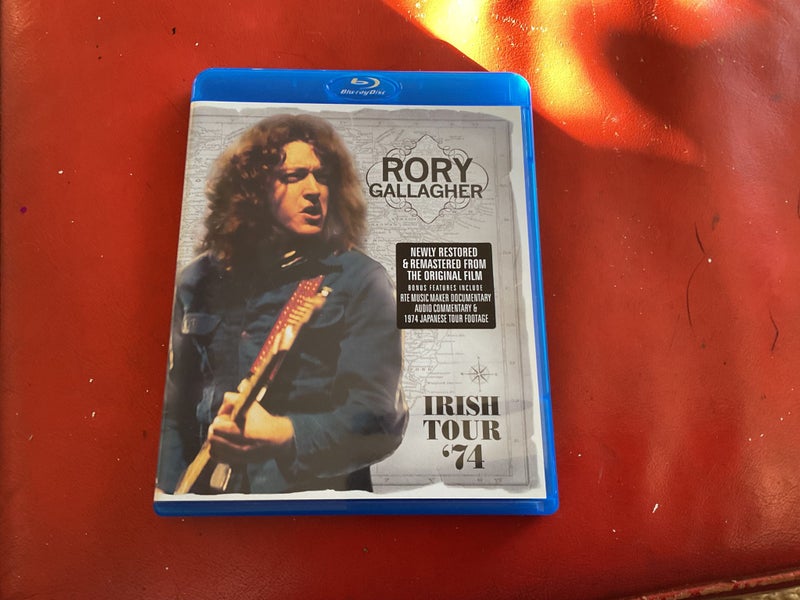 Blu-ray Disc
RORY
GALLAGHER
NEWLY RESTORED
& REMASTERED FROM
THE ORIGINAL FILM
BONUS FEATURES INCLUDE
RTE MUSIC MAKER DOCUMENTARY
AUDIO COMMENTARY &
1974 JAPANESE TOUR FOOTAGE
IRISH
TOUR
‘74